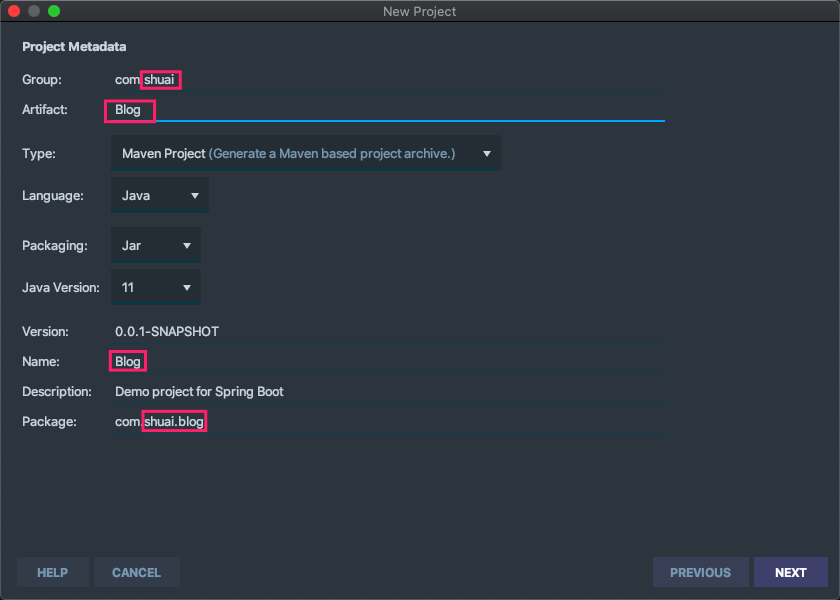 New Project
Project Metadata
Group: com.shuai
Artifact: Blog
Type: Maven Project (Generate a Maven based project archive.)
Language: Java
Packaging: Jar
Java Version: 11
Version: 0.0.1-SNAPSHOT
Name: Blog
Description: Demo project for Spring Boot
Package: com.shuai.blog
HELP CANCEL PREVIOUS NEXT